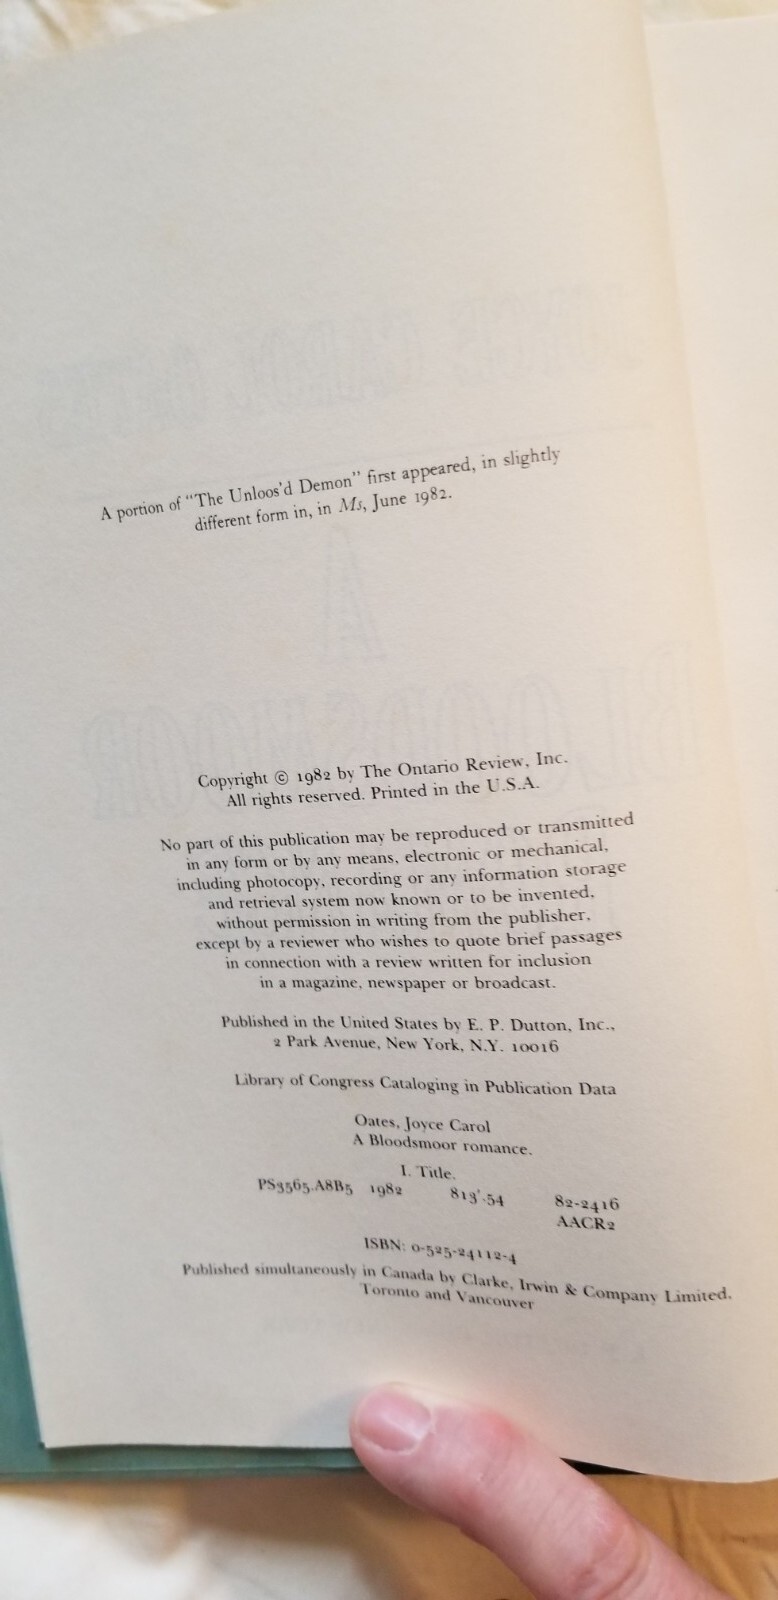 A portion of "The Unloos'd Demon" first appeared, in slightly
different form in, in Ms, June 1982.
Copyright © 1982 by The Ontario Review, Inc.
All rights reserved. Printed in the U.S.A.
No part of this publication may be reproduced or transmitted
in any form or by any means, electronic or mechanical,
including photocopy, recording or any information storage
and retrieval system now known or to be invented,
without permission in writing from the publisher,
except by a reviewer who wishes to quote brief passages
in connection with a review written for inclusion
in a magazine, newspaper or broadcast.
Published in the United States by E. P. Dutton, Inc.,
2 Park Avenue, New York, N.Y. 10016
Library of Congress Cataloging in Publication Data
Oates, Joyce Carol
A Bloodsmoor romance.
I. Title.
PS3565.A8B5 1982 813'.54 82-2416
AACR2
ISBN: 0-525-24112-4
Published simultaneously in Canada by Clarke, Irwin & Company Limited,
Toronto and Vancouver